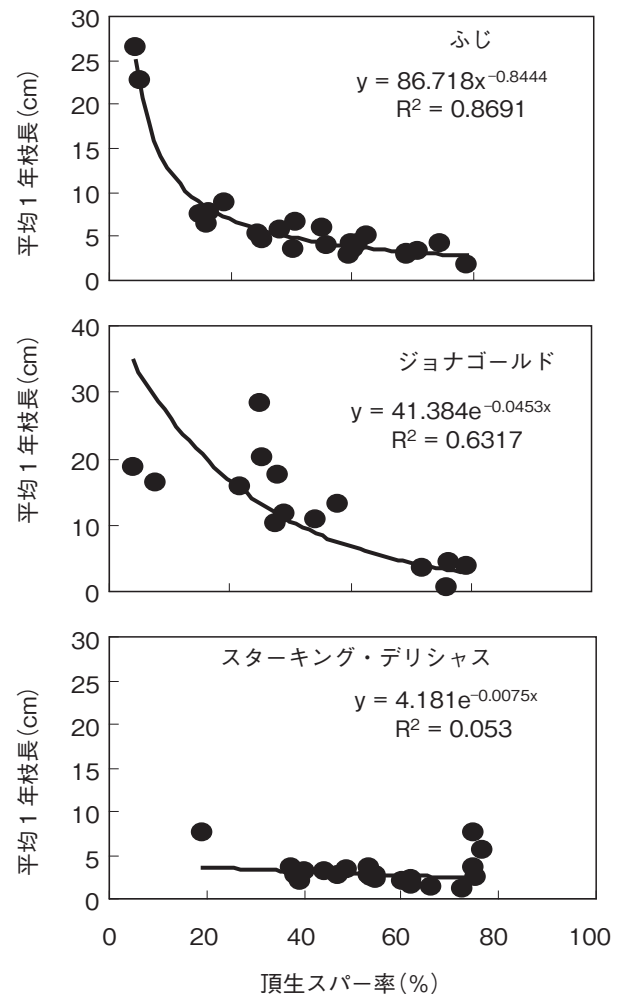 30
25
20
15
10
5
0
平均1年枝長(cm)
ふじ
y = 86.718x^–0.8444
R² = 0.8691
40
30
20
10
0
平均1年枝長(cm)
ジョナゴールド
y = 41.384e^–0.0453x
R² = 0.6317
30
25
20
15
10
5
0
平均1年枝長(cm)
スターキング・デリシャス
y = 4.181e^–0.0075x
R² = 0.053
0 20 40 60 80 100
頂生スパー率(%)